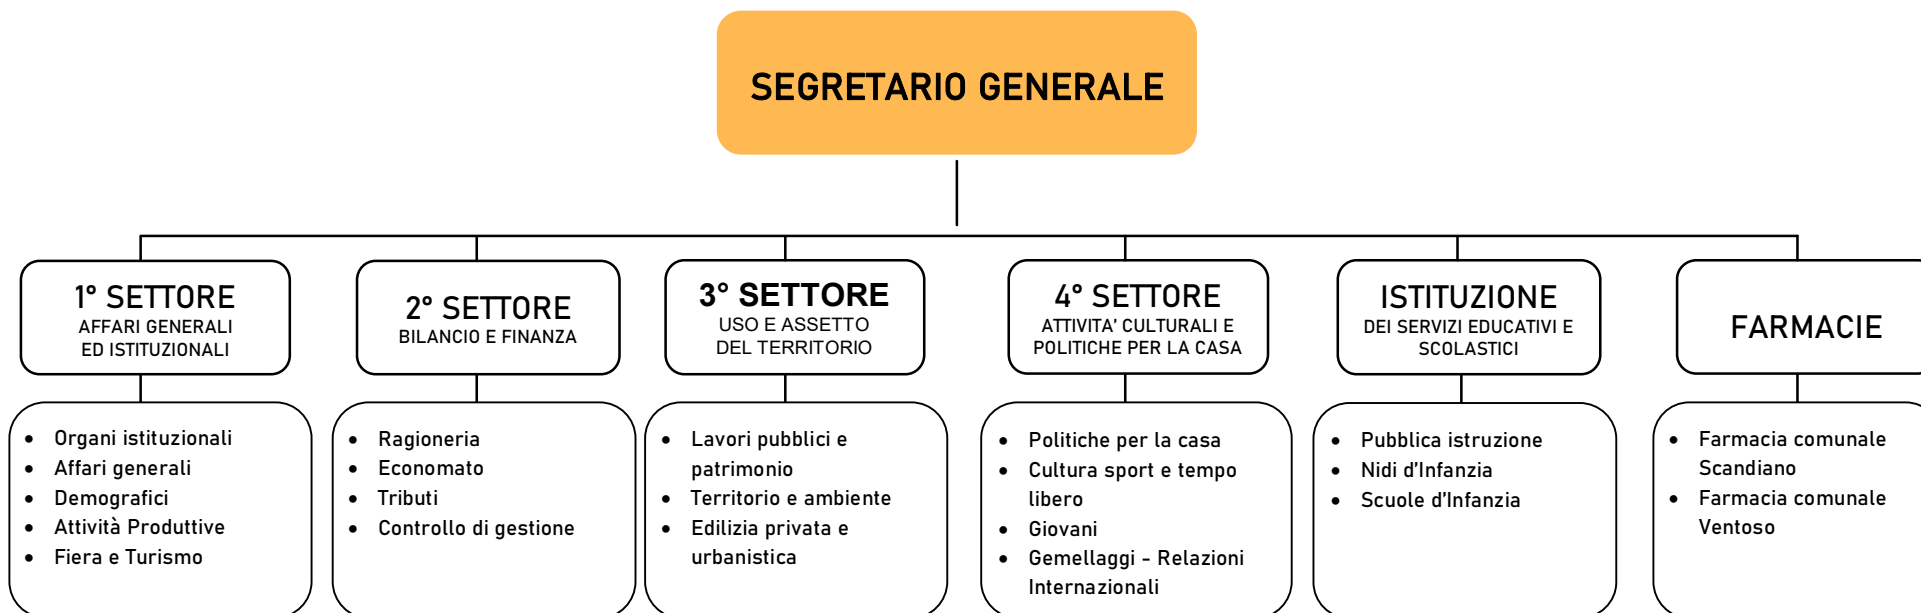 SEGRETARIO GENERALE
1° SETTORE
AFFARI GENERALI
ED ISTITUZIONALI
2° SETTORE
BILANCIO E FINANZA
3° SETTORE
USO E ASSETTO
DEL TERRITORIO
4° SETTORE
ATTIVITA' CULTURALI E
POLITICHE PER LA CASA
ISTITUZIONE
DEI SERVIZI EDUCATIVI E
SCOLASTICI
FARMACIE
• Organi istituzionali
• Affari generali
• Demografici
• Attività Produttive
• Fiera e Turismo
• Ragioneria
• Economato
• Tributi
• Controllo di gestione
• Lavori pubblici e
patrimonio
• Territorio e ambiente
• Edilizia privata e
urbanistica
• Politiche per la casa
• Cultura sport e tempo
libero
• Giovani
• Gemellaggi - Relazioni
Internazionali
• Pubblica istruzione
• Nidi d'Infanzia
• Scuole d'Infanzia
• Farmacia comunale
Scandiano
• Farmacia comunale
Ventoso